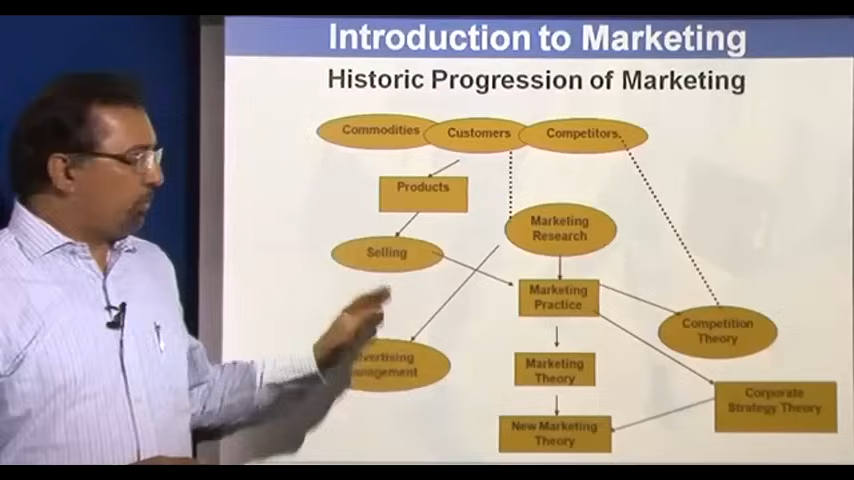 Introduction to Marketing
Historic Progression of Marketing
Commodities
Customers
Competitors
Products
Marketing
Research
Selling
Marketing
Practice
Competition
Theory
Marketing
Theory
Corporate
Strategy Theory
New Marketing
Theory